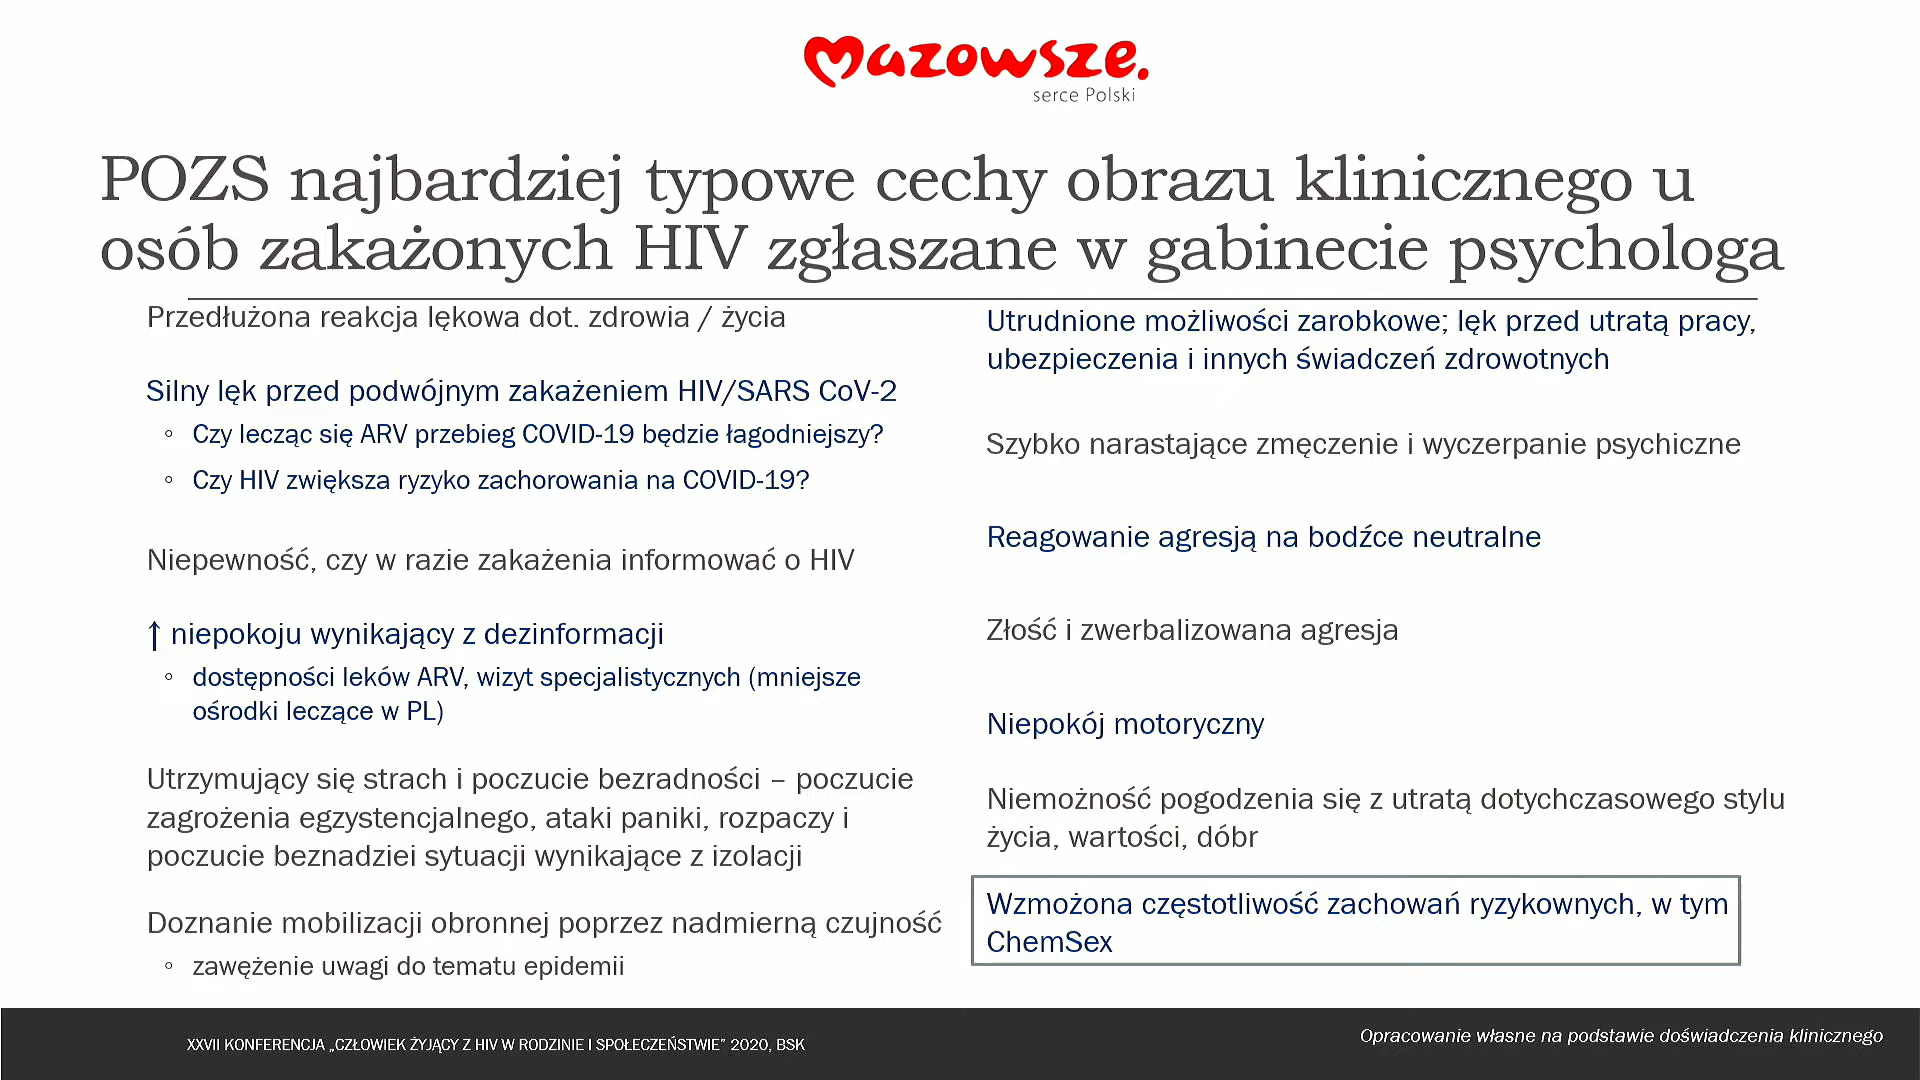 Mazowsze.
serce Polski
POZS najbardziej typowe cechy obrazu klinicznego u
osób zakażonych HIV zgłaszane w gabinecie psychologa
Przedłużona reakcja lękowa dot. zdrowia / życia
Silny lęk przed podwójnym zakażeniem HIV/SARS CoV-2
◦ Czy lecząc się ARV przebieg COVID-19 będzie łagodniejszy?
◦ Czy HIV zwiększa ryzyko zachorowania na COVID-19?
Niepewność, czy w razie zakażenia informować o HIV
↑ niepokoju wynikający z dezinformacji
◦ dostępności leków ARV, wizyt specjalistycznych (mniejsze
ośrodki leczące w PL)
Utrzymujący się strach i poczucie bezradności – poczucie
zagrożenia egzystencjalnego, ataki paniki, rozpaczy i
poczucie beznadziei sytuacji wynikające z izolacji
Doznanie mobilizacji obronnej poprzez nadmierną czujność
◦ zawężenie uwagi do tematu epidemii
Utrudnione możliwości zarobkowe; lęk przed utratą pracy,
ubezpieczenia i innych świadczeń zdrowotnych
Szybko narastające zmęczenie i wyczerpanie psychiczne
Reagowanie agresją na bodźce neutralne
Złość i zwerbalizowana agresja
Niepokój motoryczny
Niemożność pogodzenia się z utratą dotychczasowego stylu
życia, wartości, dóbr
Wzmożona częstotliwość zachowań ryzykownych, w tym
ChemSex
XXVII KONFERENCJA „CZŁOWIEK ŻYJĄCY Z HIV W RODZINIE I SPOŁECZEŃSTWIE” 2020, BSK
Opracowanie własne na podstawie doświadczenia klinicznego